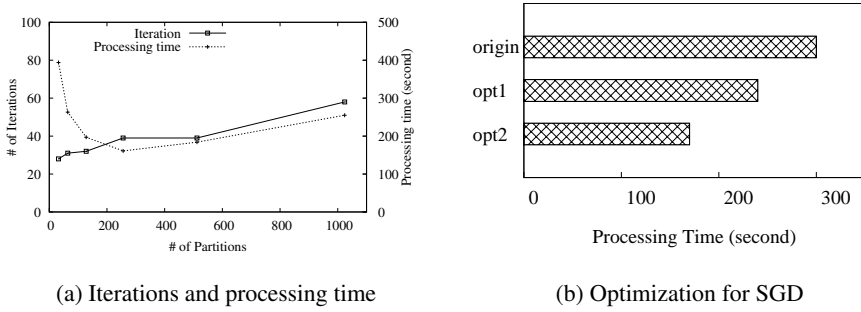 Iteration
Processing time
100
80
60
40
20
0
# of Iterations
500
400
300
200
100
0
Processing time (second)
0 200 400 600 800 1000
# of Partitions
(a) Iterations and processing time
origin
opt1
opt2
0 100 200 300
Processing Time (second)
(b) Optimization for SGD